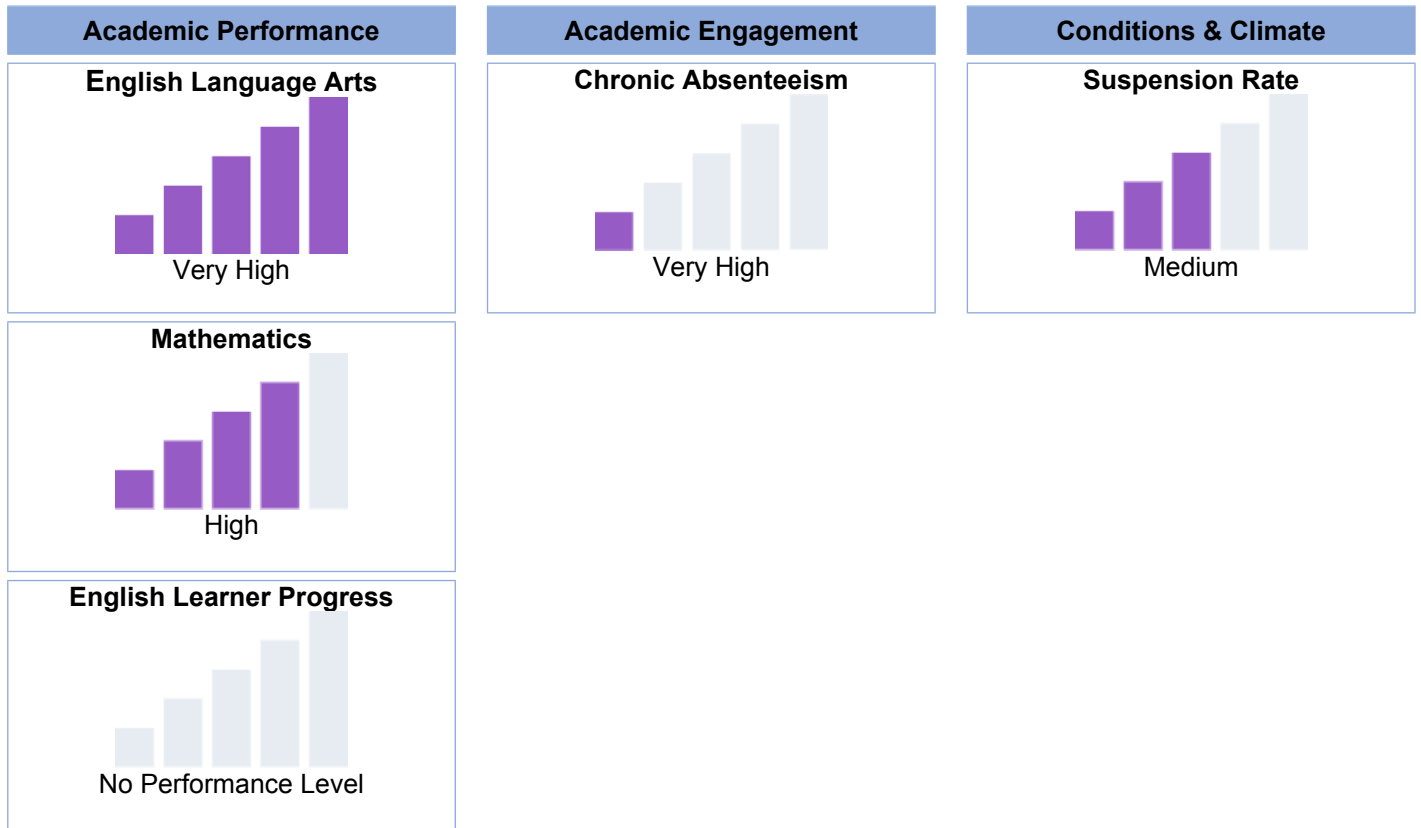 Academic Performance
Academic Engagement
Conditions & Climate
English Language Arts
Very High
Chronic Absenteeism
Very High
Suspension Rate
Medium
Mathematics
High
English Learner Progress
No Performance Level